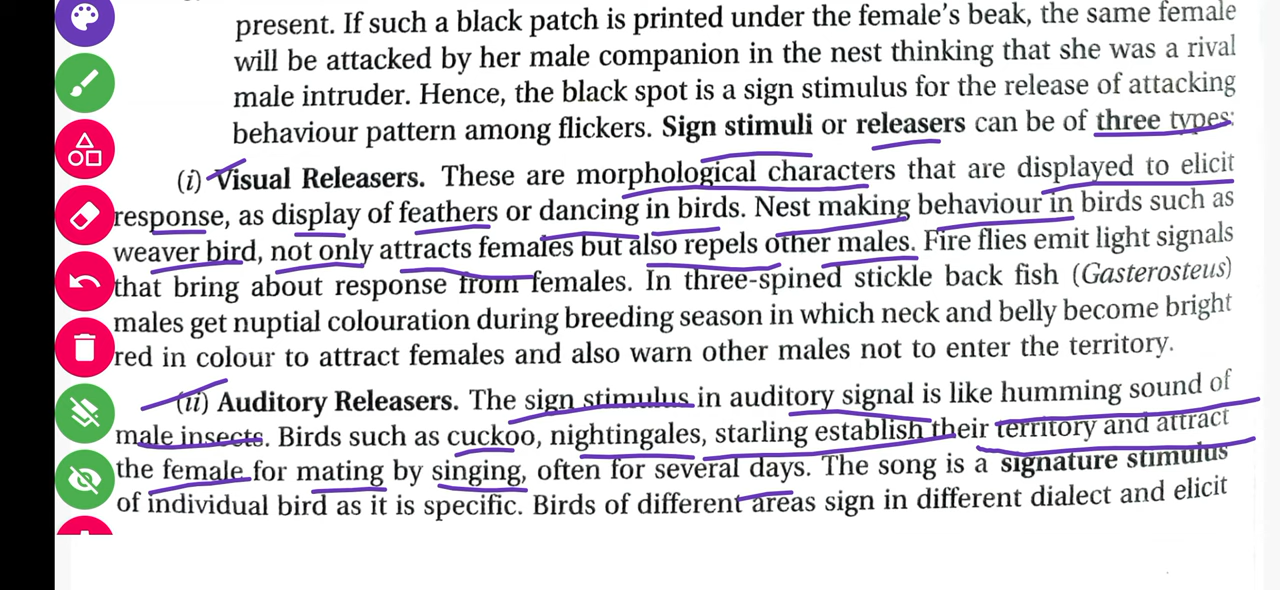 present. If such a black patch is printed under the female's beak, the same female
will be attacked by her male companion in the nest thinking that she was a rival
male intruder. Hence, the black spot is a sign stimulus for the release of attacking
behaviour pattern among flickers. Sign stimuli or releasers can be of three types:
(i) Visual Releasers. These are morphological characters that are displayed to elicit
response, as display of feathers or dancing in birds. Nest making behaviour in birds such as
weaver bird, not only attracts females but also repels other males. Fire flies emit light signals
that bring about response from females. In three-spined stickle back fish (Gasterosteus)
males get nuptial colouration during breeding season in which neck and belly become bright
red in colour to attract females and also warn other males not to enter the territory.
(ii) Auditory Releasers. The sign stimulus in auditory signal is like humming sound of
male insects. Birds such as cuckoo, nightingales, starling establish their territory and attract
the female for mating by singing, often for several days. The song is a signature stimulus
of individual bird as it is specific. Birds of different areas sign in different dialect and elicit